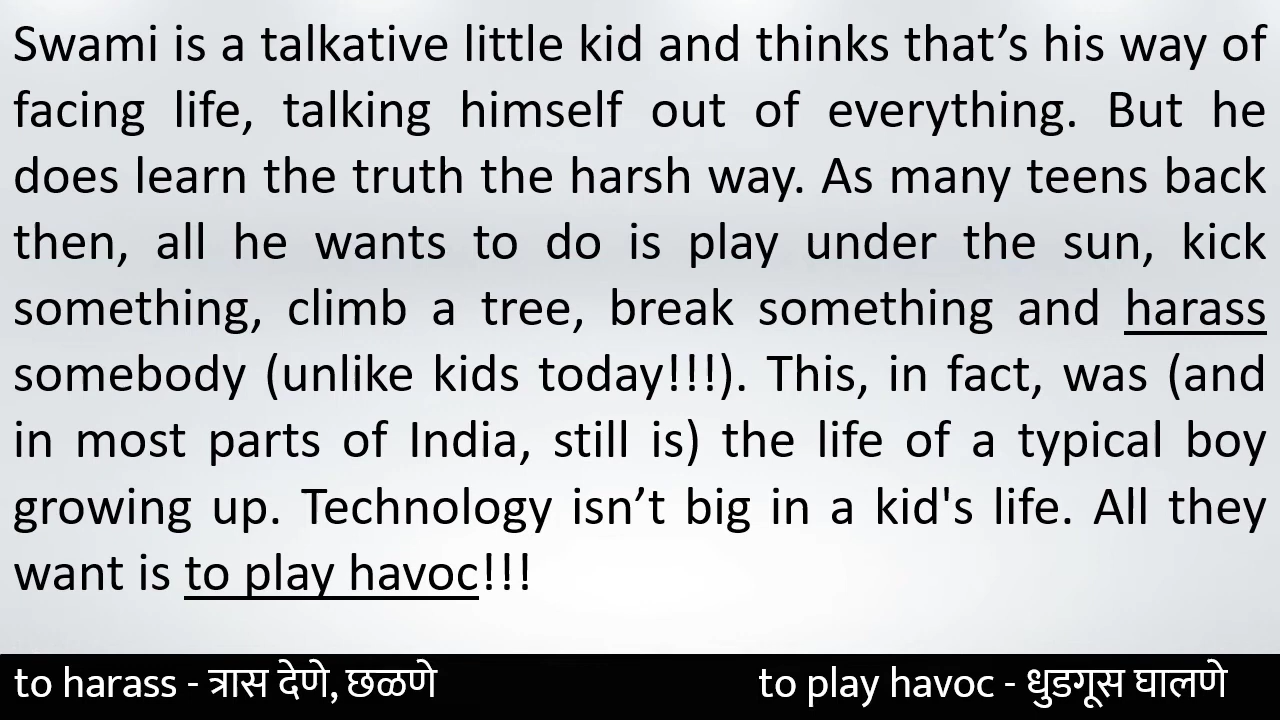 Swami is a talkative little kid and thinks that’s his way of
facing life, talking himself out of everything. But he
does learn the truth the harsh way. As many teens back
then, all he wants to do is play under the sun, kick
something, climb a tree, break something and harass
somebody (unlike kids today!!!). This, in fact, was (and
in most parts of India, still is) the life of a typical boy
growing up. Technology isn’t big in a kid's life. All they
want is to play havoc!!!
to harass - त्रास देणे, छळणे
to play havoc - धुडगूस घालणे